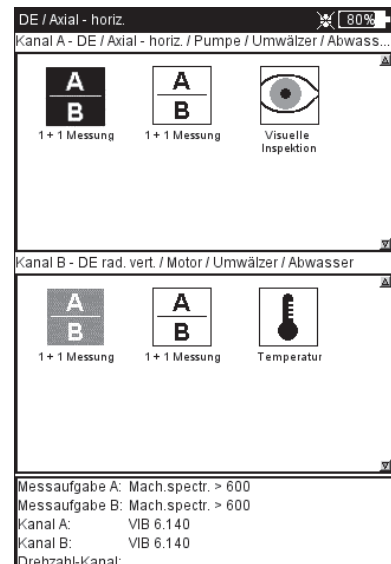 DE / Axial - horiz. 80%
Kanal A - DE / Axial - horiz. / Pumpe / Umwälzer / Abwass...
A A
B B
1 + 1 Messung 1 + 1 Messung Visuelle
Inspektion
Kanal B - DE rad. vert. / Motor / Umwälzer / Abwasser
A A
B B
1 + 1 Messung 1 + 1 Messung Temperatur
Messaufgabe A: Mach.spectr. > 600
Messaufgabe B: Mach.spectr. > 600
Kanal A: VIB 6.140
Kanal B: VIB 6.140
Drehzahl-Kanal: